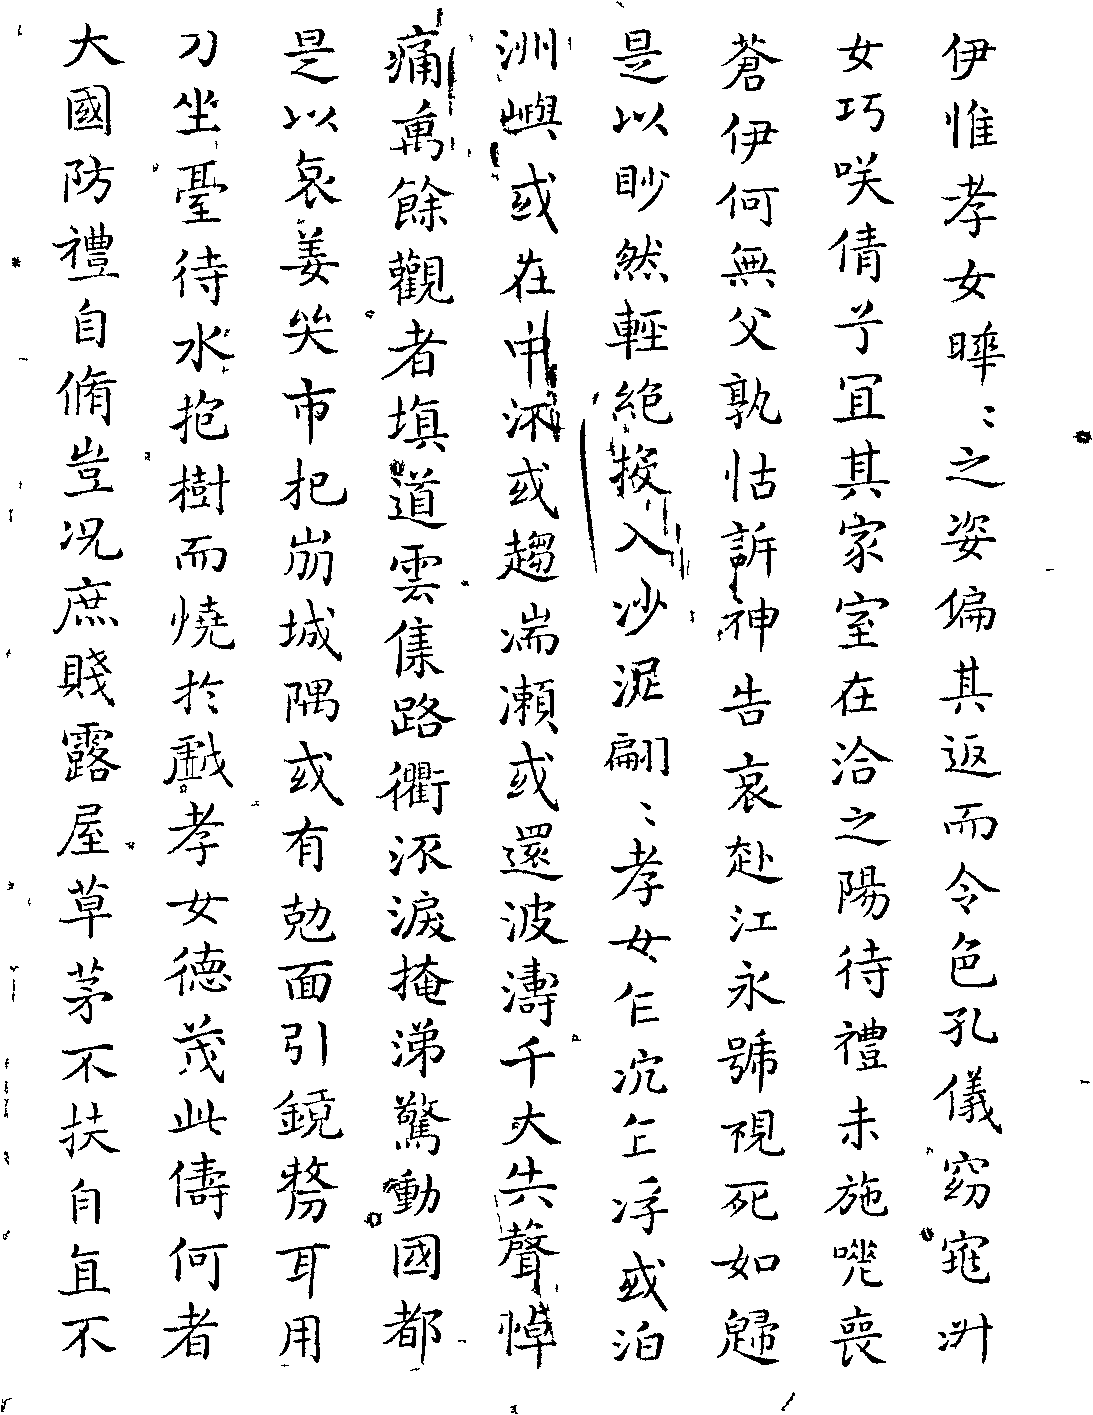 伊惟孝女曄〻之姿偏其返而令色孔儀窈窕淑
女巧咲倩兮宜其家室在洽之陽待禮未施嗟喪
蒼伊何無父孰怙訴神告哀赴江永號視死如歸
是以眇然輕絶投入沙泥翩〻孝女乍沉乍浮或泊
洲嶼或在中流或趨湍瀬或還波濤千夫失聲悼
痛萬餘觀者填道雲集路衢泝淚掩涕驚動國都
是以哀姜哭市杞崩城隅或有勊面引鏡剺耳用
刀坐臺待水抱樹而燒於戲孝女德茂此儔何者
大國防禮自脩豈況庶賤露屋草茅不扶自直不